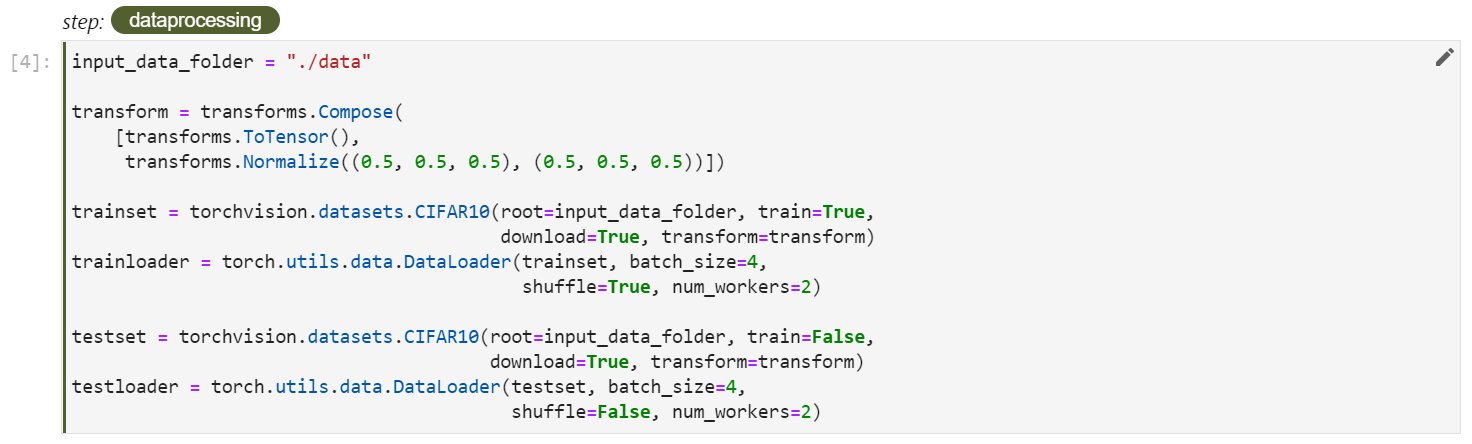 step: dataprocessing
[4]: input_data_folder = "./data"
transform = transforms.Compose(
    [transforms.ToTensor(),
     transforms.Normalize((0.5, 0.5, 0.5), (0.5, 0.5, 0.5))])
trainset = torchvision.datasets.CIFAR10(root=input_data_folder, train=True,
                                        download=True, transform=transform)
trainloader = torch.utils.data.DataLoader(trainset, batch_size=4,
                                          shuffle=True, num_workers=2)
testset = torchvision.datasets.CIFAR10(root=input_data_folder, train=False,
                                       download=True, transform=transform)
testloader = torch.utils.data.DataLoader(testset, batch_size=4,
                                         shuffle=False, num_workers=2)